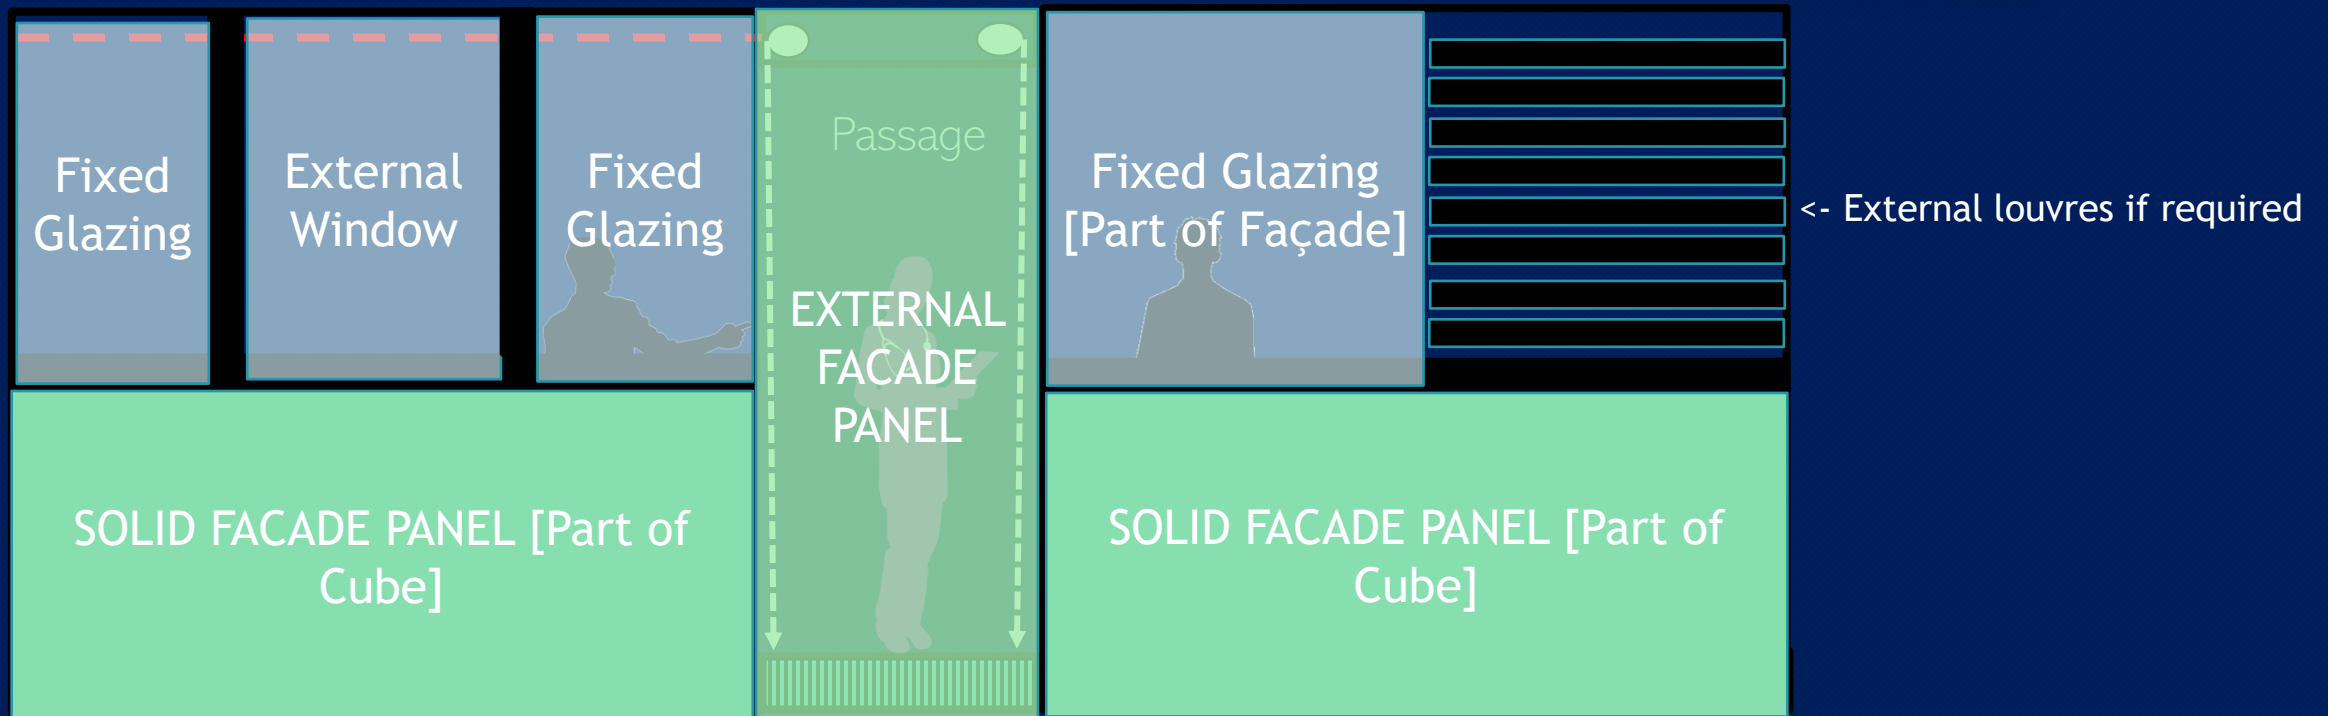 Fixed
Glazing
External
Window
Fixed
Glazing
Passage
EXTERNAL
FACADE
PANEL
Fixed Glazing
[Part of Façade]
<- External louvres if required
SOLID FACADE PANEL [Part of
Cube]
SOLID FACADE PANEL [Part of
Cube]